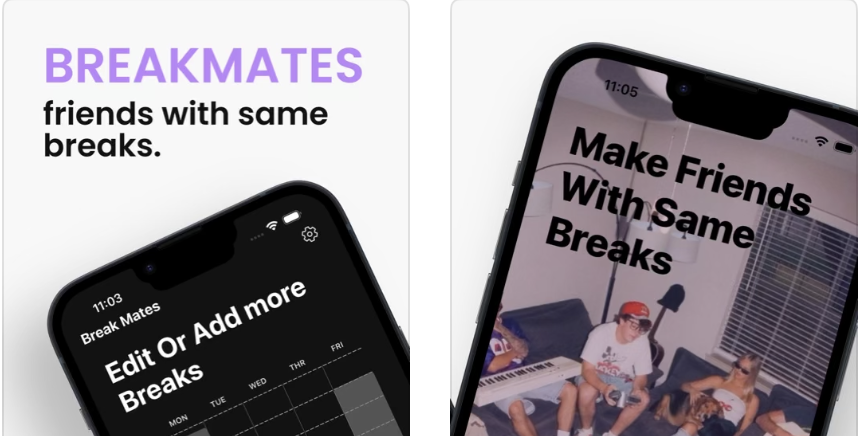 BREAKMATES
friends with same
breaks.
11:03
Break Mates
Edit Or Add more
Breaks
MON TUE WED THR FRI
11:05
Make Friends
With Same
Breaks